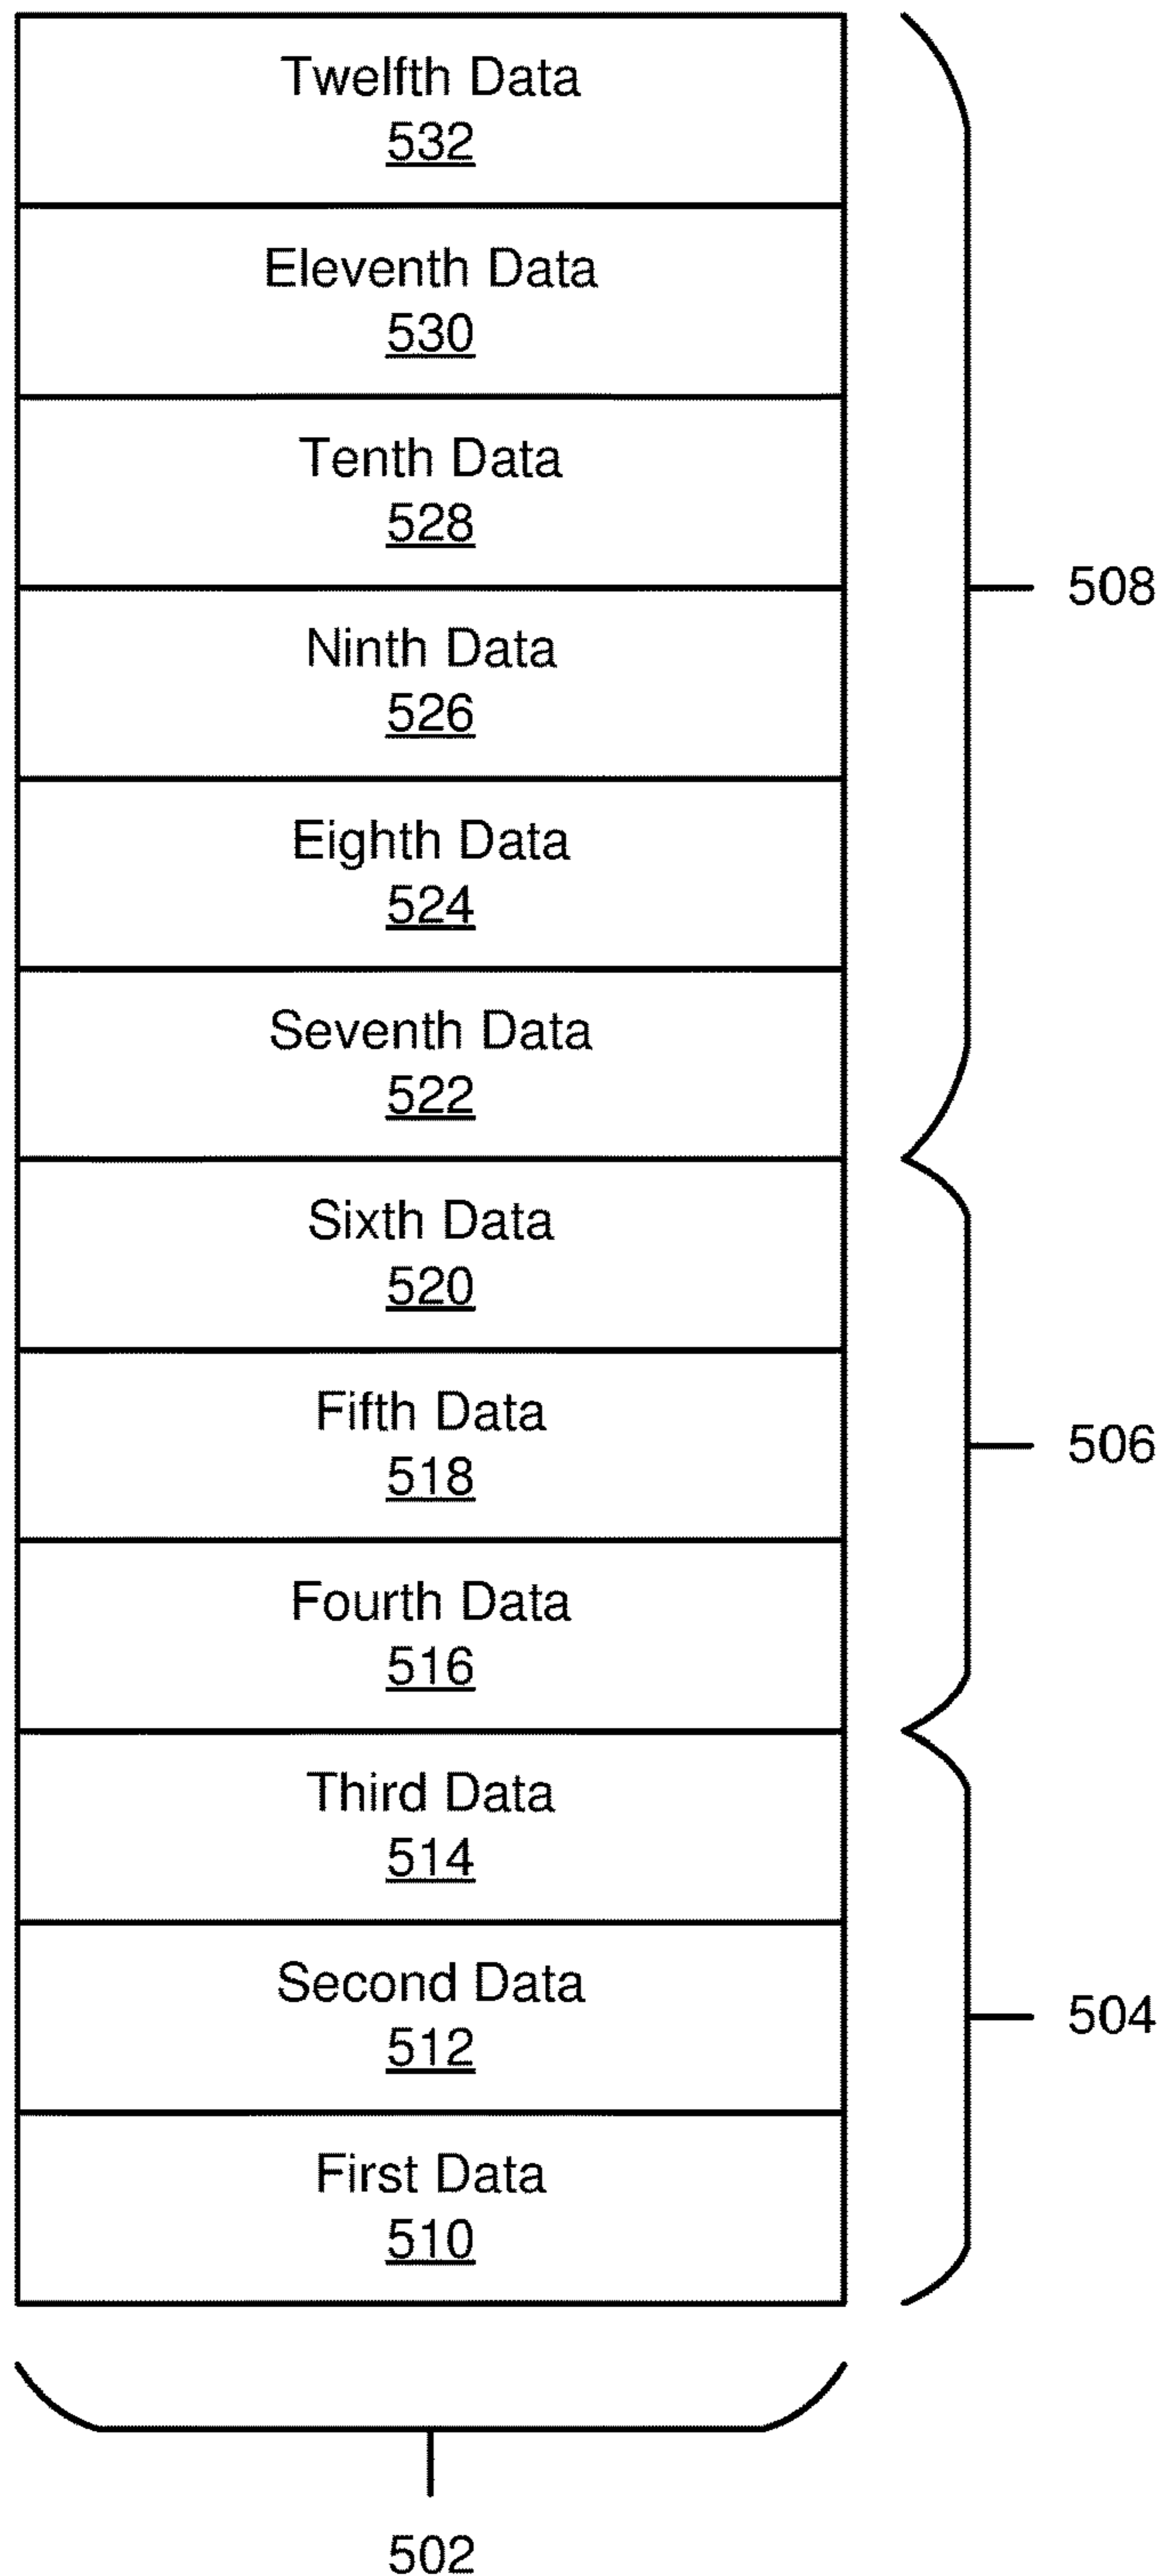 Twelfth Data
532
Eleventh Data
530
Tenth Data
528
508
Ninth Data
526
Eighth Data
524
Seventh Data
522
Sixth Data
520
Fifth Data
518
506
Fourth Data
516
Third Data
514
Second Data
512
504
First Data
510
502